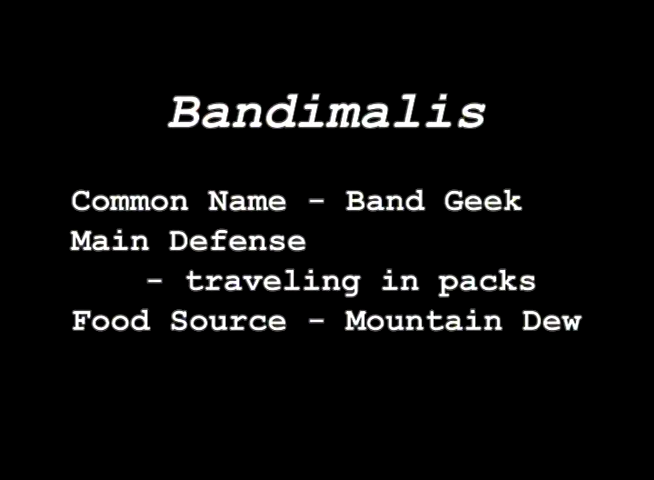 Bandimalis
Common Name - Band Geek
Main Defense
- traveling in packs
Food Source - Mountain Dew